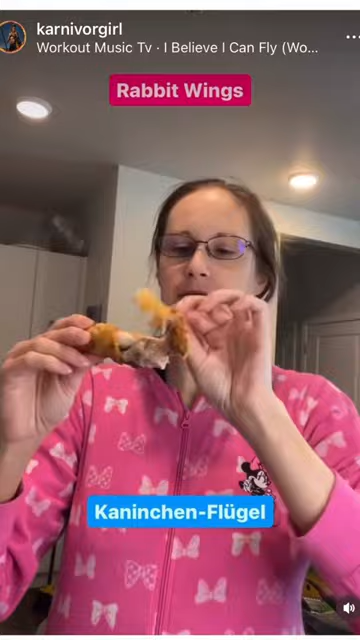 karnivorgirl
Workout Music Tv · I Believe I Can Fly (Wo...
Rabbit Wings
Kaninchen-Flügel